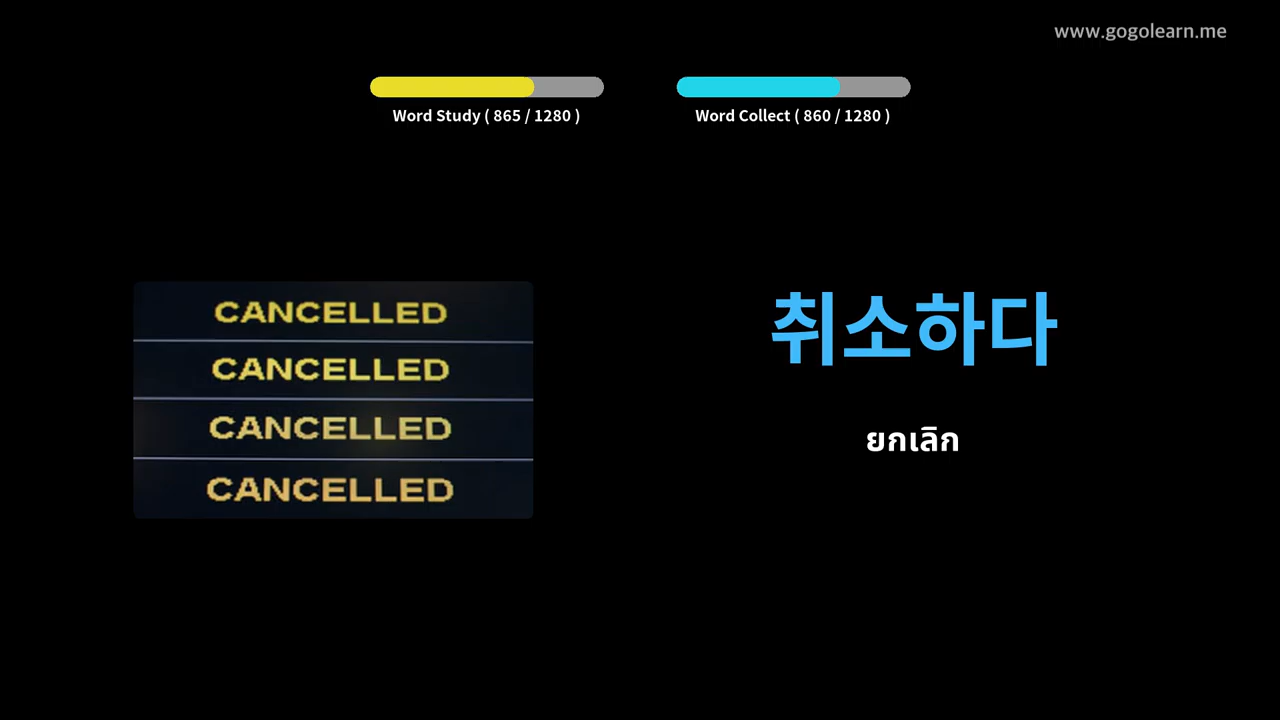 www.gogolearn.me
Word Study ( 865 / 1280 )
Word Collect ( 860 / 1280 )
CANCELLED
CANCELLED
CANCELLED
CANCELLED
취소하다
ยกเลิก